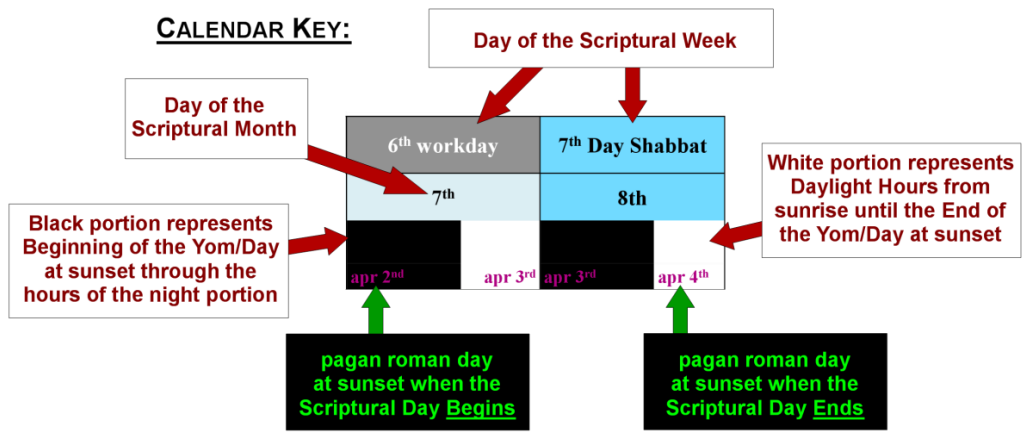 CALENDAR KEY:
Day of the Scriptural Week
Day of the
Scriptural Month
6th workday
7th Day Shabbat
7th
8th
White portion represents
Daylight Hours from
sunrise until the End of
the Yom/Day at sunset
Black portion represents
Beginning of the Yom/Day
at sunset through the
hours of the night portion
apr 2nd
apr 3rd
apr 3rd
apr 4th
pagan roman day
at sunset when the
Scriptural Day Begins
pagan roman day
at sunset when the
Scriptural Day Ends